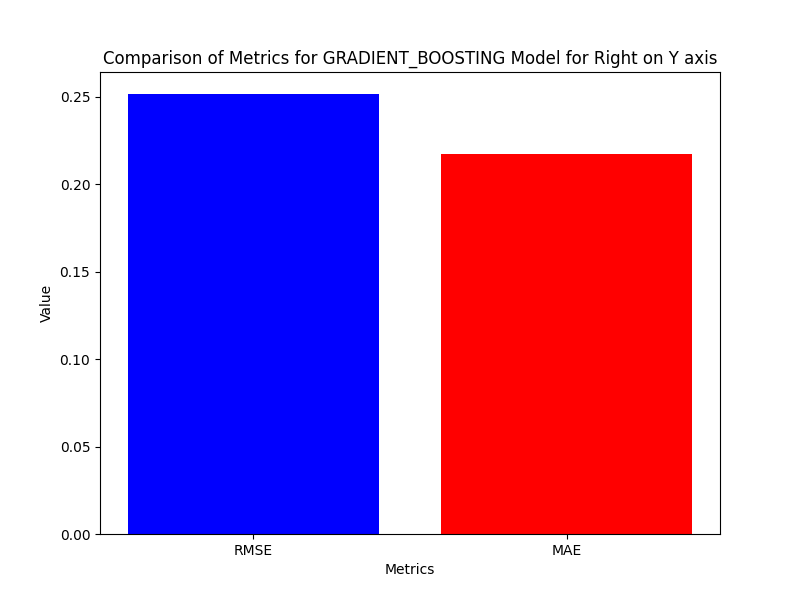 Comparison of Metrics for GRADIENT_BOOSTING Model for Right on Y axis
0.25
0.20
0.15
0.10
0.05
0.00
Value
RMSE MAE
Metrics